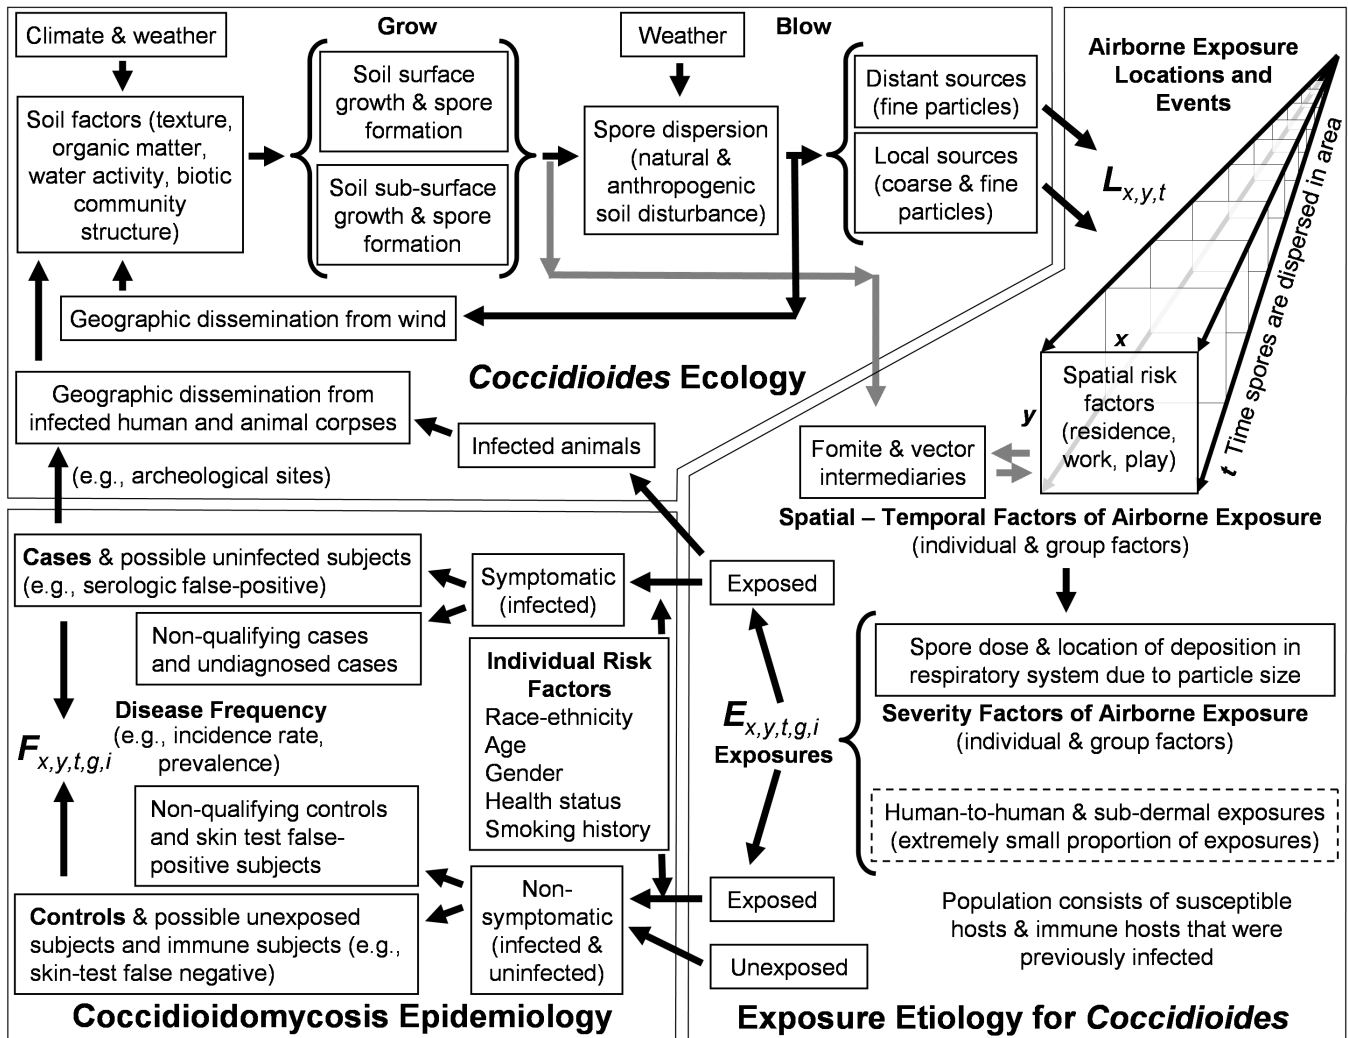 Climate & weather
Grow
Weather
Blow
Soil factors (texture,
organic matter,
water activity, biotic
community
structure)
Soil surface
growth & spore
formation
Soil sub-surface
growth & spore
formation
Spore dispersion
(natural &
anthropogenic
soil disturbance)
Distant sources
(fine particles)
Local sources
(coarse & fine
particles)
Geographic dissemination from wind
Coccidioides Ecology
Geographic dissemination from
infected human and animal corpses
Infected animals
(e.g., archeological sites)
Airborne Exposure
Locations and
Events
L x,y,t
t Time spores are dispersed in area
x
y
Spatial risk
factors
(residence,
work, play)
Fomite & vector
intermediaries
Spatial – Temporal Factors of Airborne Exposure
(individual & group factors)
Cases & possible uninfected subjects
(e.g., serologic false-positive)
Symptomatic
(infected)
Exposed
Non-qualifying cases
and undiagnosed cases
Individual Risk
Factors
Race-ethnicity
Age
Gender
Health status
Smoking history
Disease Frequency
(e.g., incidence rate,
prevalence)
F x,y,t,g,i
E x,y,t,g,i
Exposures
Spore dose & location of deposition in
respiratory system due to particle size
Severity Factors of Airborne Exposure
(individual & group factors)
Human-to-human & sub-dermal exposures
(extremely small proportion of exposures)
Non-qualifying controls
and skin test false-
positive subjects
Controls & possible unexposed
subjects and immune subjects (e.g.,
skin-test false negative)
Non-
symptomatic
(infected &
uninfected)
Exposed
Unexposed
Population consists of susceptible
hosts & immune hosts that were
previously infected
Coccidioidomycosis Epidemiology
Exposure Etiology for Coccidioides